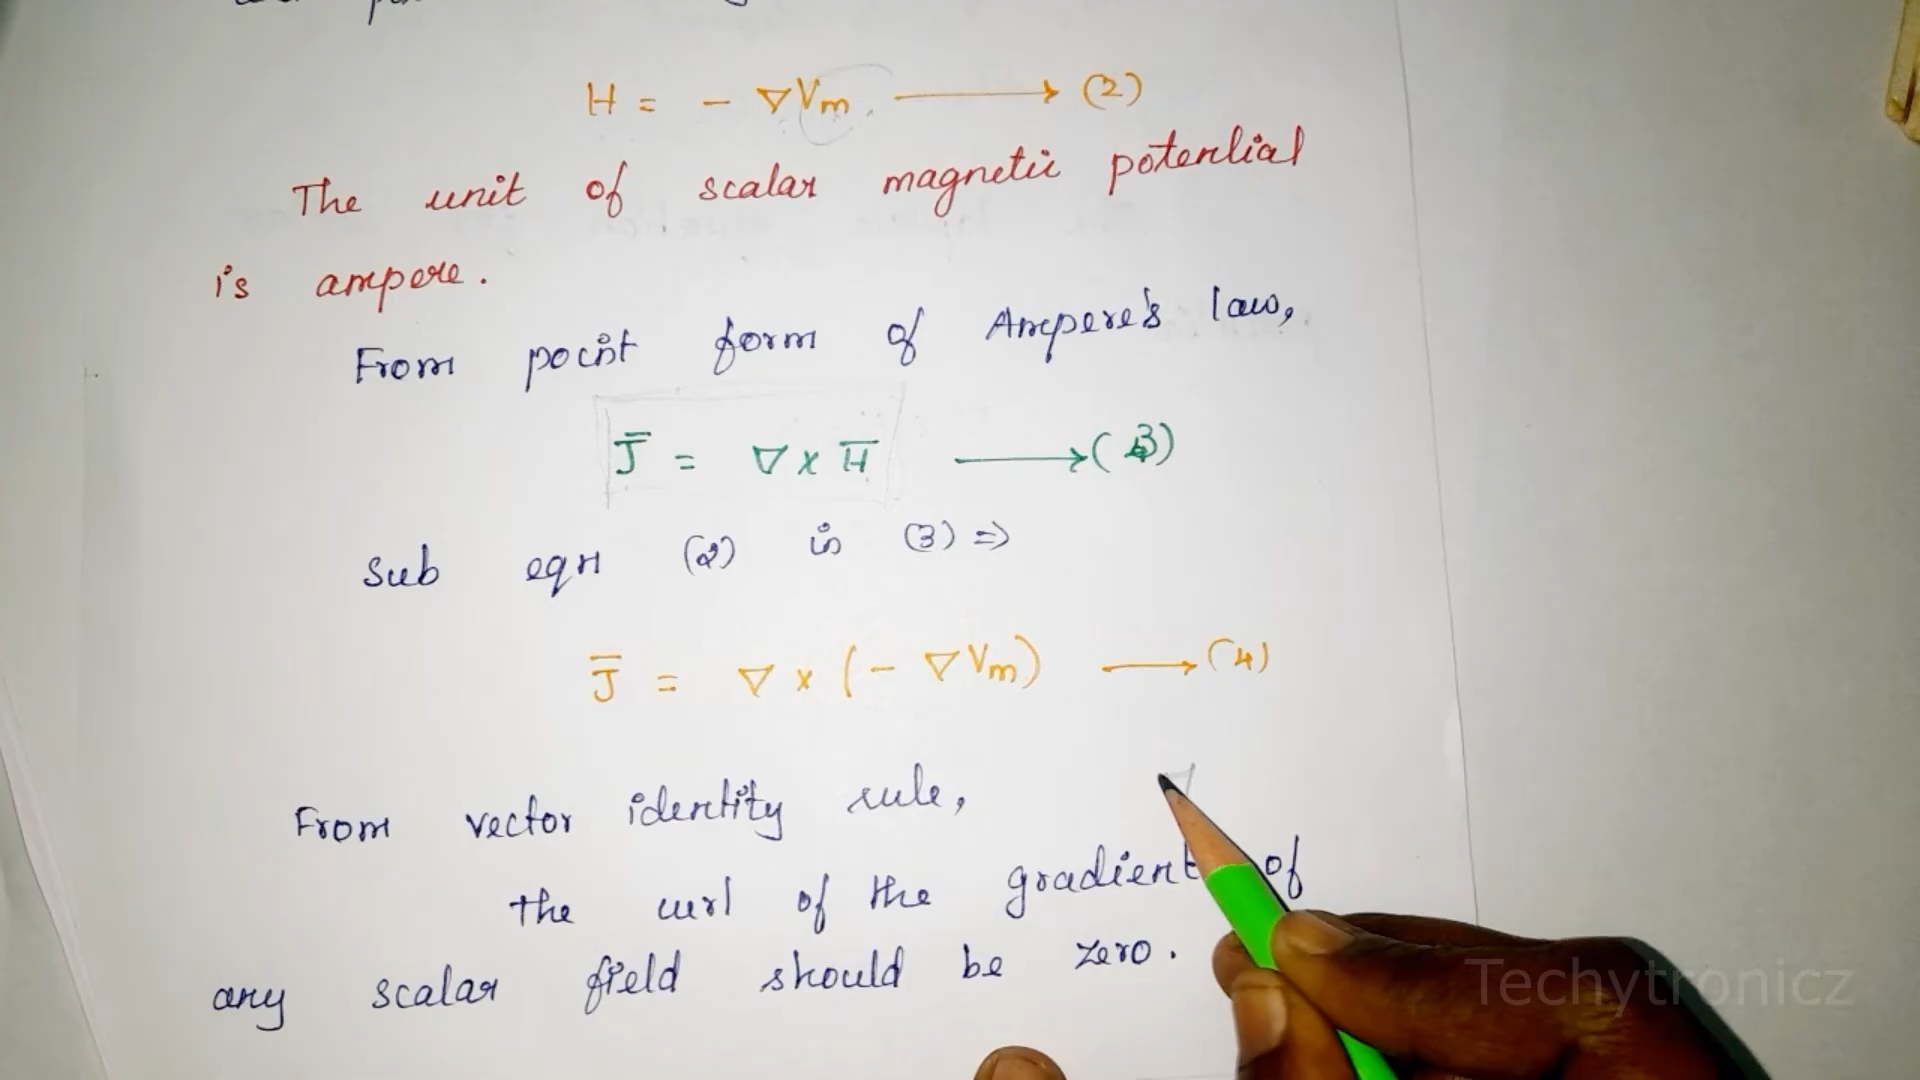 H = - ∇Vm ⟶ (2)
The unit of scalar magnetic potential
is ampere.
From point form of Ampere's law,
J̅ = ∇ × H̅ ⟶ (3)
Sub eqn (2) in (3) ⇒
J̅ = ∇ × (- ∇Vm) ⟶ (4)
From vector identity rule, ∇
the curl of the gradient of
any scalar field should be zero.
Techytronicz